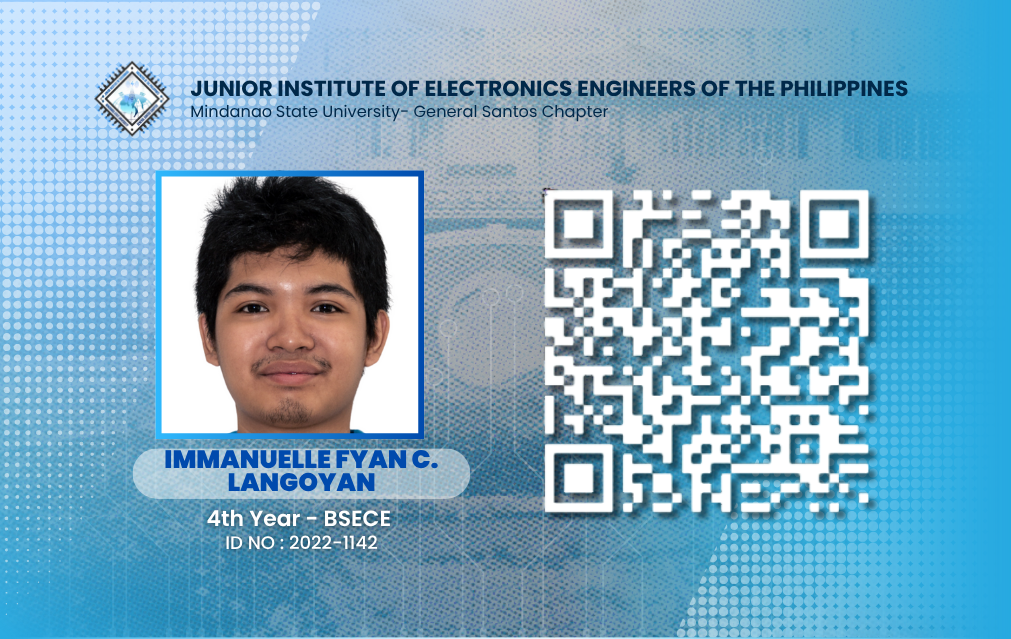 JUNIOR INSTITUTE OF ELECTRONICS ENGINEERS OF THE PHILIPPINES
Mindanao State University- General Santos Chapter
IMMANUELLE FYAN C.
LANGOYAN
4th Year - BSECE
ID NO : 2022-1142